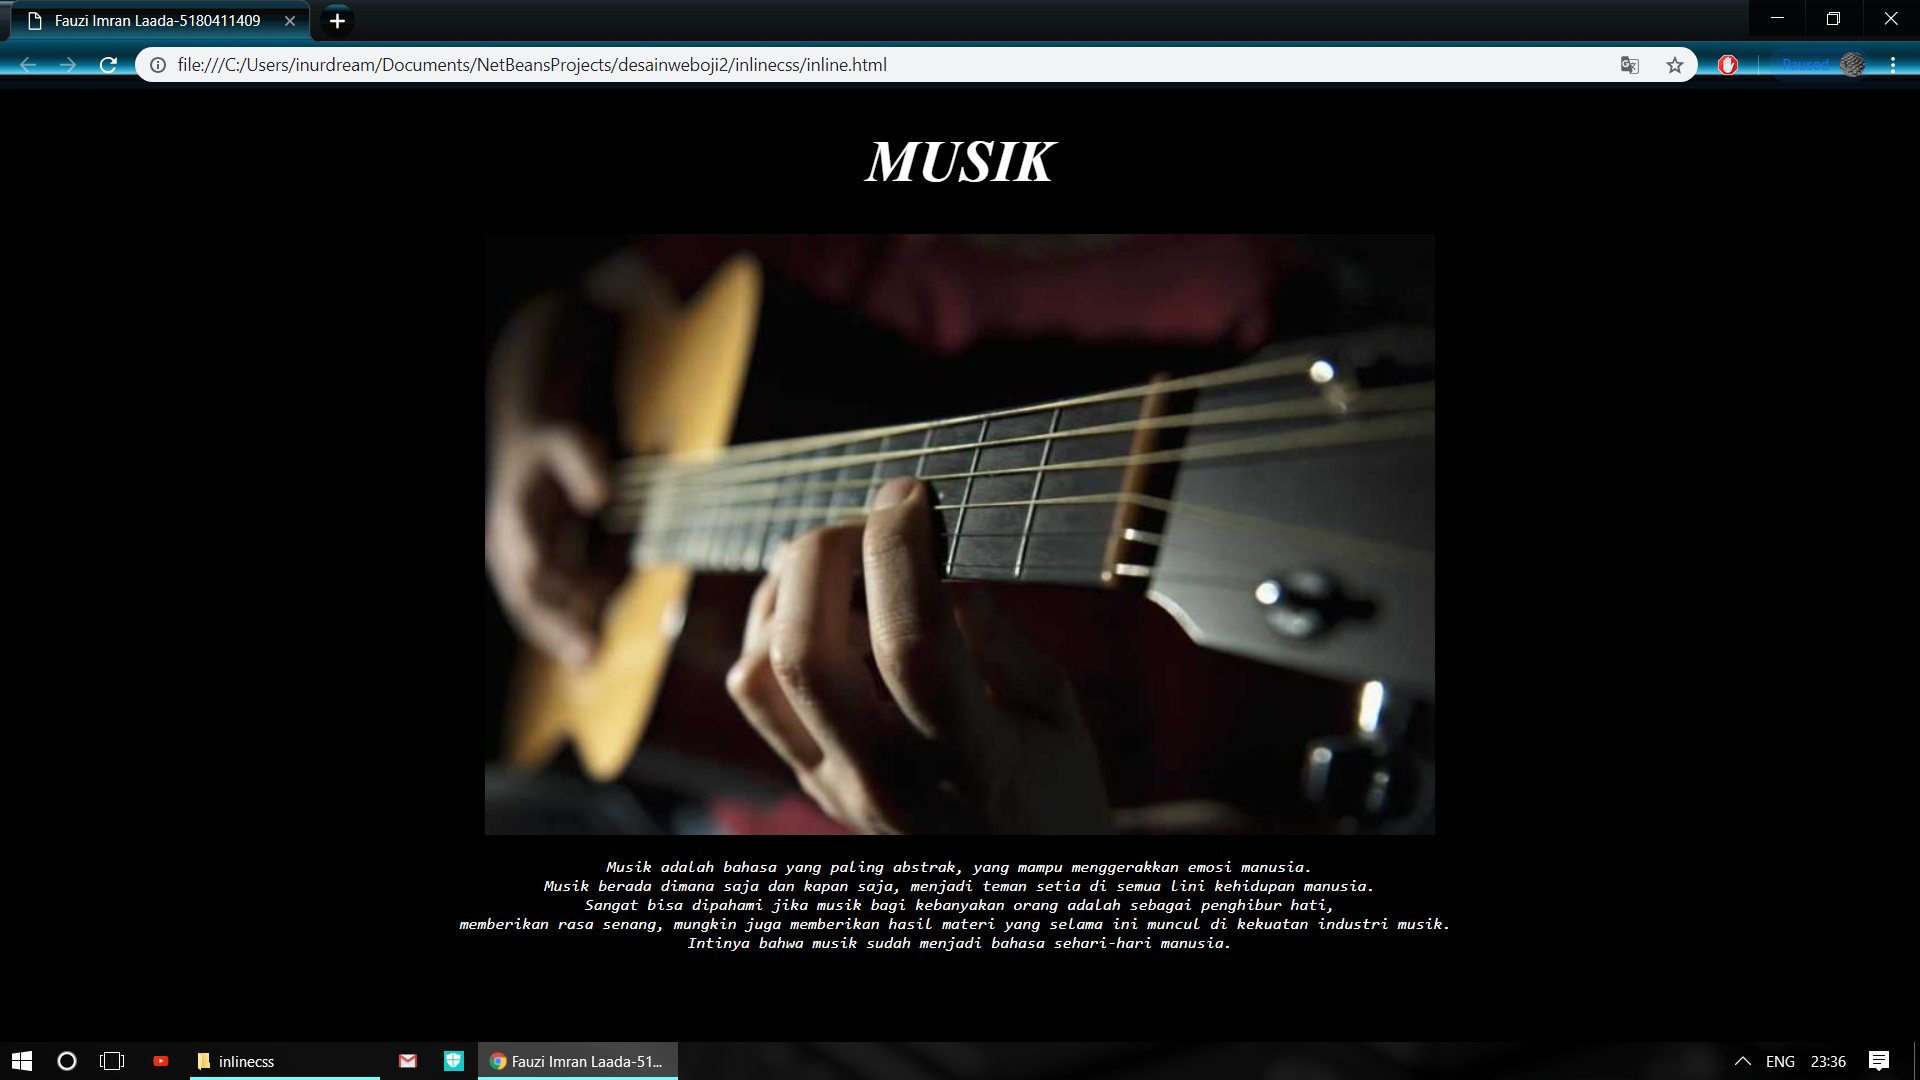 Fauzi Imran Laada-5180411409
file:///C:/Users/inurdream/Documents/NetBeansProjects/desainweboji2/inlinecss/inline.html
Paused
MUSIK
Musik adalah bahasa yang paling abstrak, yang mampu menggerakkan emosi manusia.
Musik berada dimana saja dan kapan saja, menjadi teman setia di semua lini kehidupan manusia.
Sangat bisa dipahami jika musik bagi kebanyakan orang adalah sebagai penghibur hati,
memberikan rasa senang, mungkin juga memberikan hasil materi yang selama ini muncul di kekuatan industri musik.
Intinya bahwa musik sudah menjadi bahasa sehari-hari manusia.
inlinecss
Fauzi Imran Laada-51...
ENG
23:36